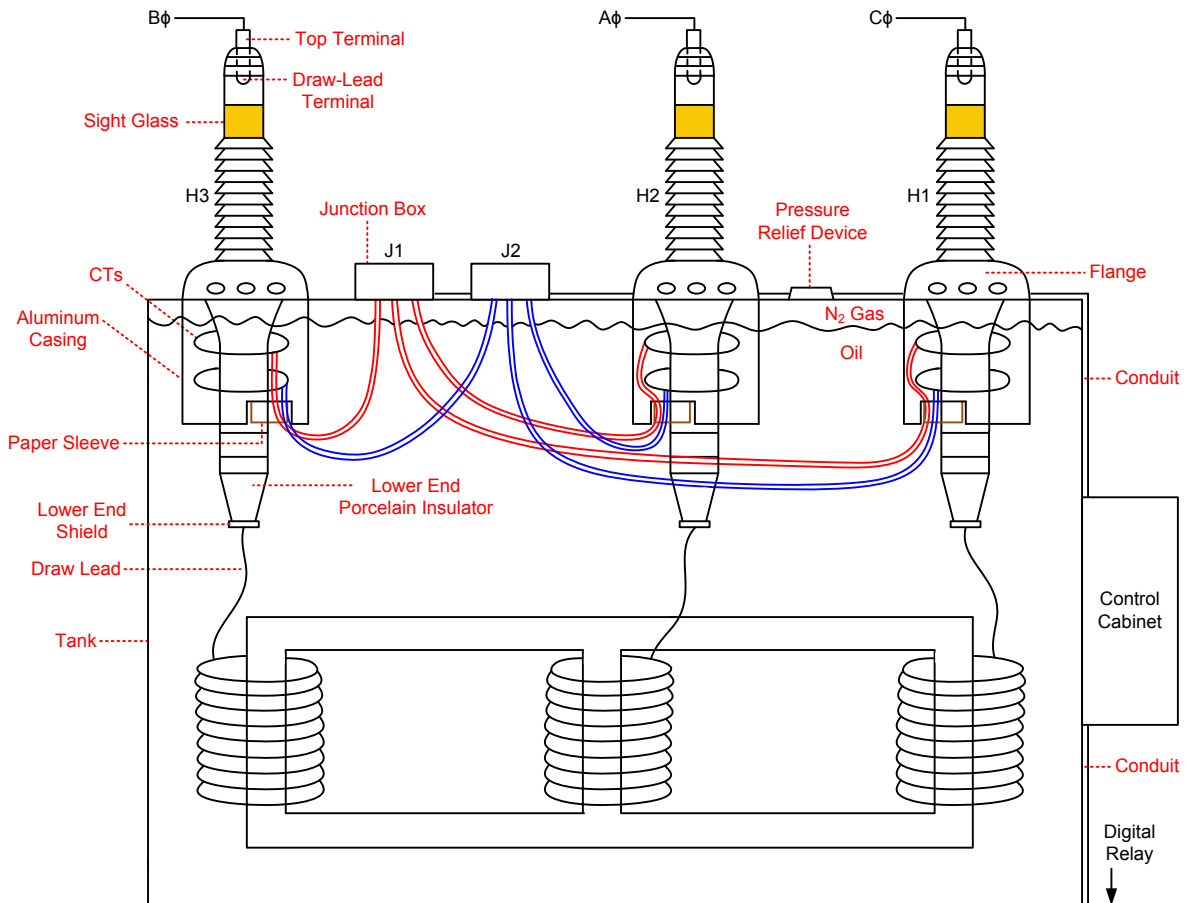 Bϕ
Aϕ
Cϕ
Top Terminal
Draw-Lead
Terminal
Sight Glass
H3
H2
H1
Junction Box
Pressure
Relief Device
J1
J2
CTs
Flange
Aluminum
Casing
N₂ Gas
Oil
Conduit
Paper Sleeve
Lower End
Porcelain Insulator
Lower End
Shield
Draw Lead
Control
Cabinet
Tank
Conduit
Digital
Relay